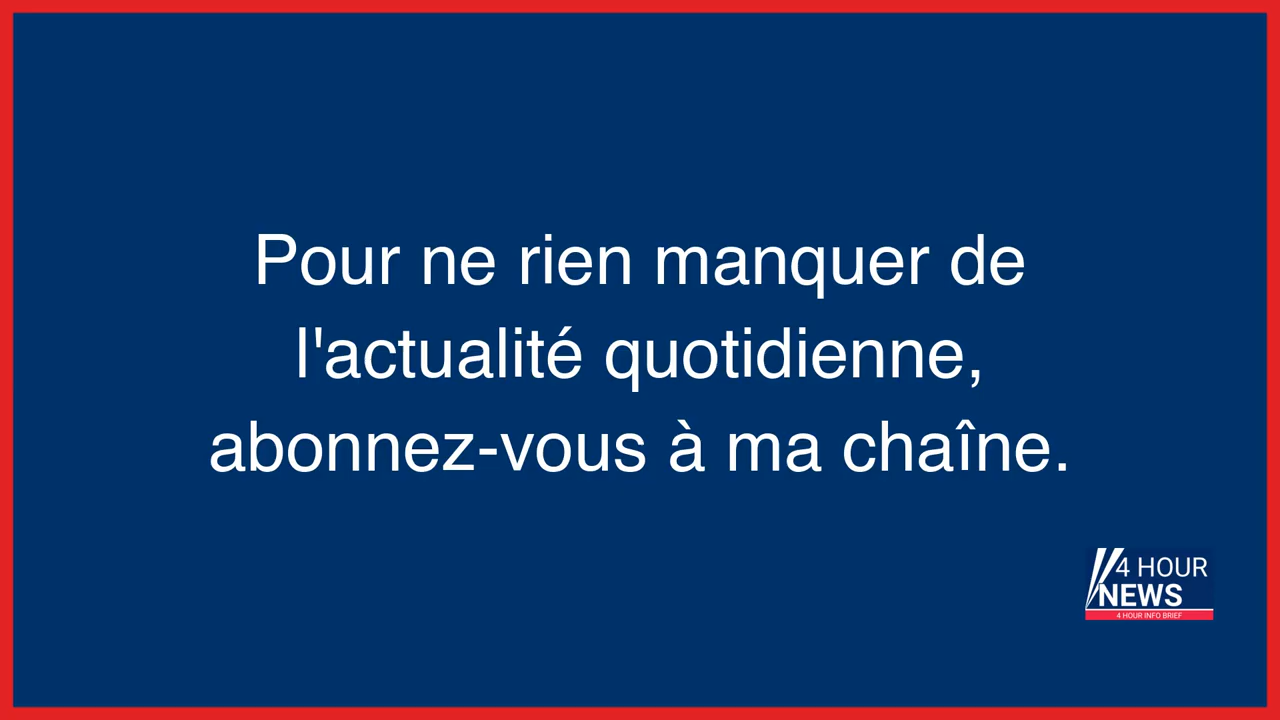 Pour ne rien manquer de
l'actualité quotidienne,
abonnez-vous à ma chaîne.
4 HOUR
NEWS
4 HOUR INFO BRIEF